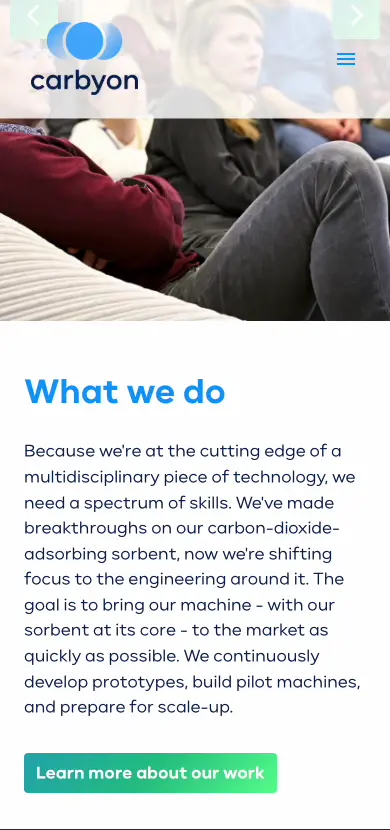 carbyon
What we do
Because we're at the cutting edge of a
multidisciplinary piece of technology, we
need a spectrum of skills. We've made
breakthroughs on our carbon-dioxide-
adsorbing sorbent, now we're shifting
focus to the engineering around it. The
goal is to bring our machine - with our
sorbent at its core - to the market as
quickly as possible. We continuously
develop prototypes, build pilot machines,
and prepare for scale-up.
Learn more about our work